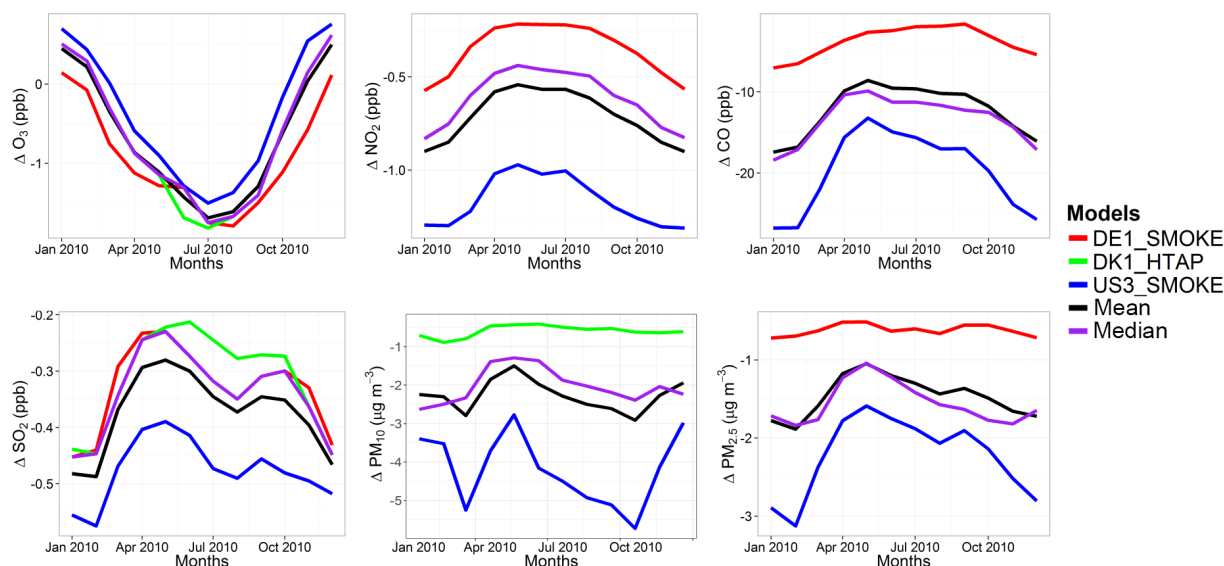 Δ O₃ (ppb)
0
-1
Jan 2010 Apr 2010 Jul 2010 Oct 2010
Months
Δ NO₂ (ppb)
-0.5
-1.0
Jan 2010 Apr 2010 Jul 2010 Oct 2010
Months
Δ CO (ppb)
-10
-20
Jan 2010 Apr 2010 Jul 2010 Oct 2010
Months
Models
DE1_SMOKE
DK1_HTAP
US3_SMOKE
Mean
Median
Δ SO₂ (ppb)
-0.2
-0.3
-0.4
-0.5
Jan 2010 Apr 2010 Jul 2010 Oct 2010
Months
Δ PM₁₀ (µg m⁻³)
-1
-2
-3
-4
-5
Jan 2010 Apr 2010 Jul 2010 Oct 2010
Months
Δ PM₂.₅ (µg m⁻³)
-1
-2
-3
Jan 2010 Apr 2010 Jul 2010 Oct 2010
Months